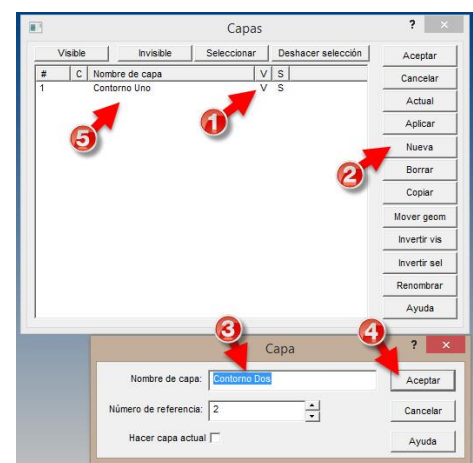 Capas
?
Visible Invisible Seleccionar Deshacer selección Aceptar
# C Nombre de capa V S Cancelar
1 Contorno Uno V S
Actual
1
5
Aplicar
Nueva
2
Borrar
Copiar
Mover geom
Invertir vis
Invertir sel
Renombrar
Ayuda
3
4
Capa
?
Nombre de capa: Contorno Dos Aceptar
Número de referencia: 2 Cancelar
Hacer capa actual Ayuda